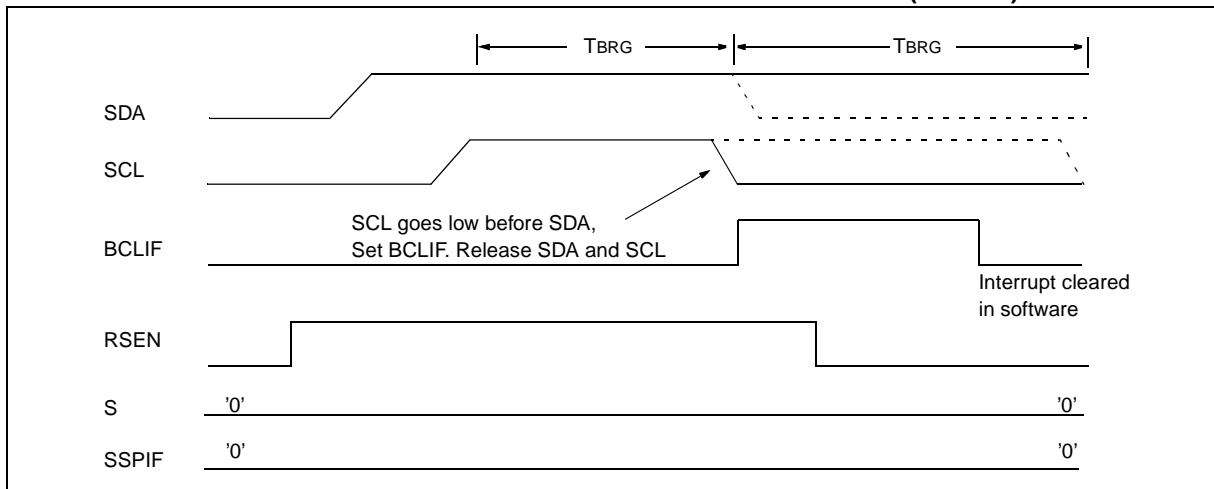 TBRG TBRG
SDA
SCL
SCL goes low before SDA,
Set BCLIF. Release SDA and SCL
BCLIF
Interrupt cleared
in software
RSEN
S '0' '0'
SSPIF '0' '0'